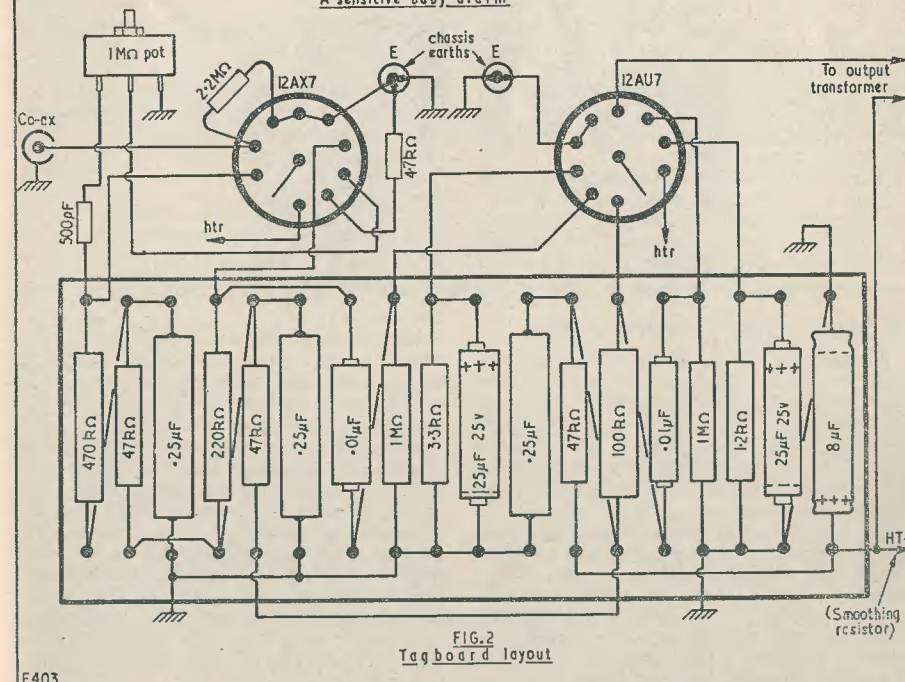 A sensitive baby alarm
1MΩ pot
chassis
earths
E
E
2·2MΩ
12AX7
12AU7
To output
transformer
Co-ax
47kΩ
500pF
htr
htr
470kΩ
47kΩ
·25µF
220kΩ
47kΩ
·25µF
·01µF
1MΩ
3·3kΩ
+++
25µF 25v
·25µF
47kΩ
100kΩ
·01µF
1MΩ
1·2kΩ
+++
25µF 25v
8µF
+++
HT+
(Smoothing
resistor)
FIG.2
Tagboard layout
E403